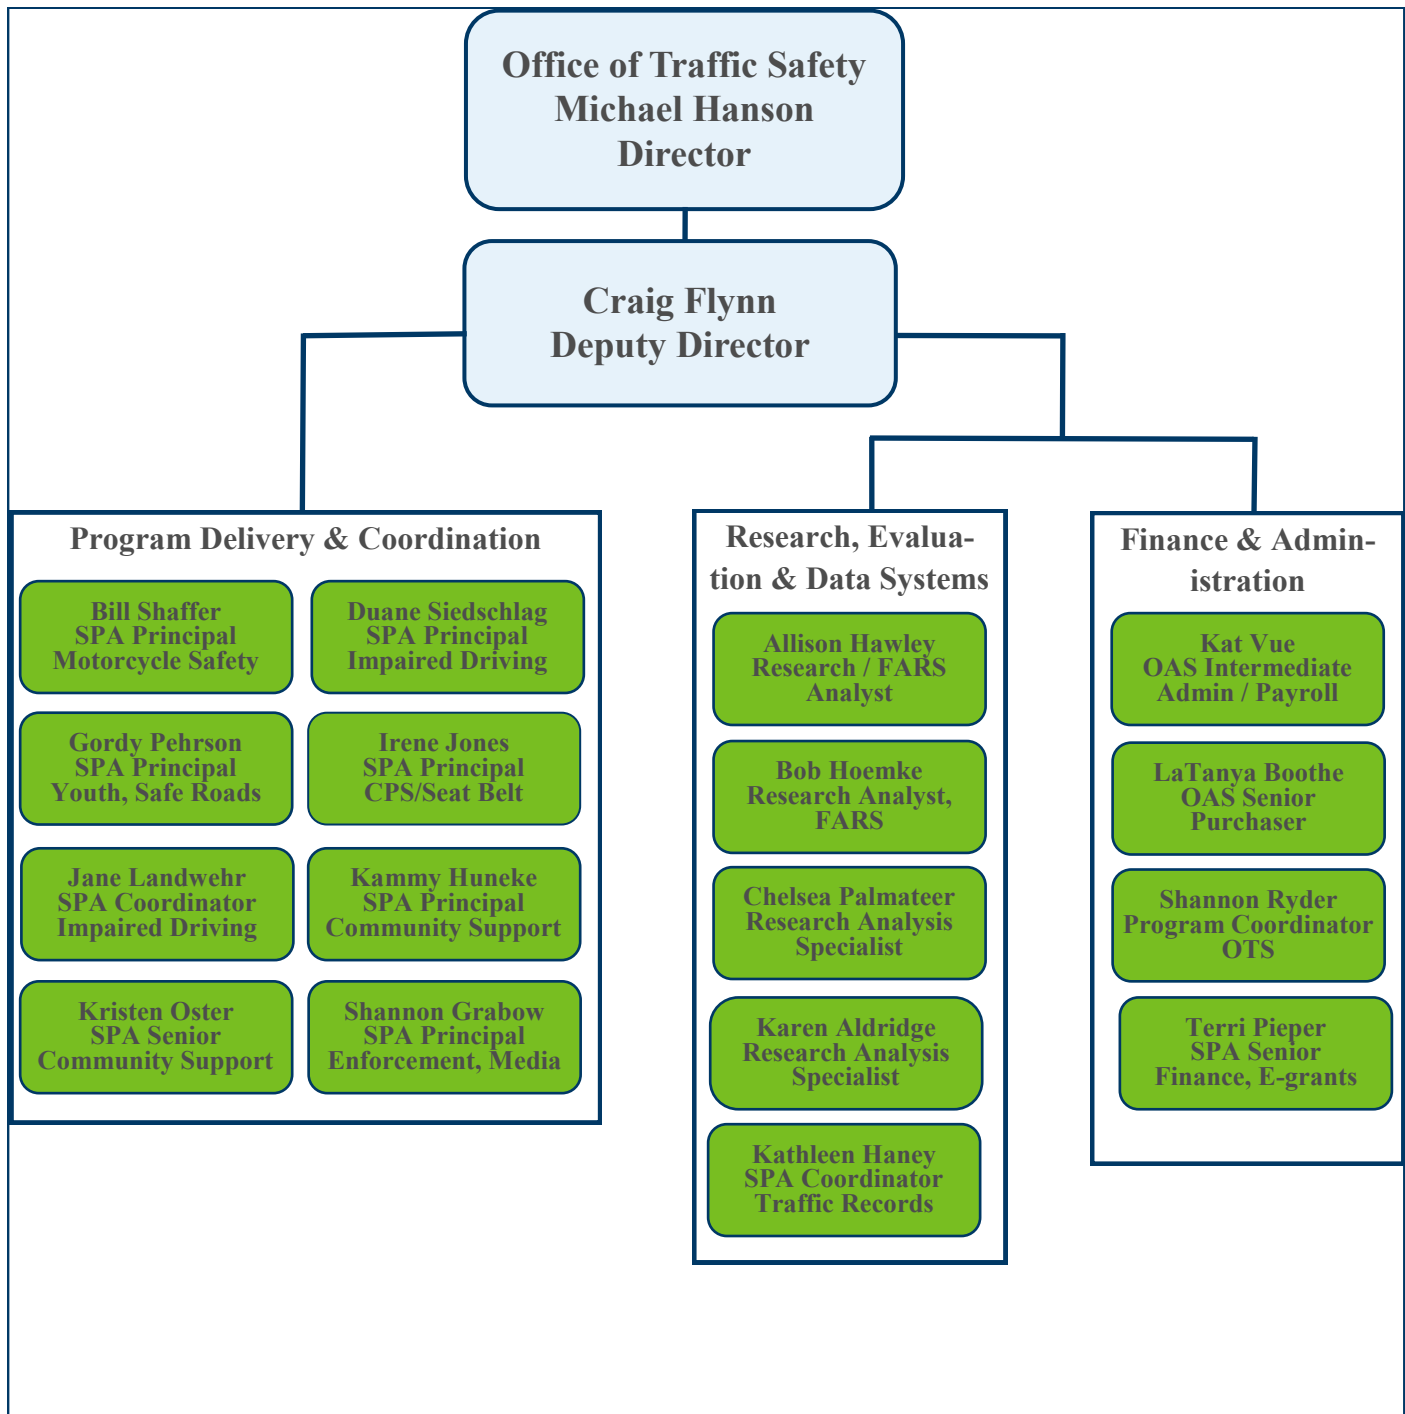 Office of Traffic Safety
Michael Hanson
Director
Craig Flynn
Deputy Director
Program Delivery & Coordination
Bill Shaffer
SPA Principal
Motorcycle Safety
Duane Siedschlag
SPA Principal
Impaired Driving
Gordy Pehrson
SPA Principal
Youth, Safe Roads
Irene Jones
SPA Principal
CPS/Seat Belt
Jane Landwehr
SPA Coordinator
Impaired Driving
Kammy Huneke
SPA Principal
Community Support
Kristen Oster
SPA Senior
Community Support
Shannon Grabow
SPA Principal
Enforcement, Media
Research, Evalua-
tion & Data Systems
Allison Hawley
Research / FARS
Analyst
Bob Hoemke
Research Analyst,
FARS
Chelsea Palmateer
Research Analysis
Specialist
Karen Aldridge
Research Analysis
Specialist
Kathleen Haney
SPA Coordinator
Traffic Records
Finance & Admin-
istration
Kat Vue
OAS Intermediate
Admin / Payroll
LaTanya Boothe
OAS Senior
Purchaser
Shannon Ryder
Program Coordinator
OTS
Terri Pieper
SPA Senior
Finance, E-grants